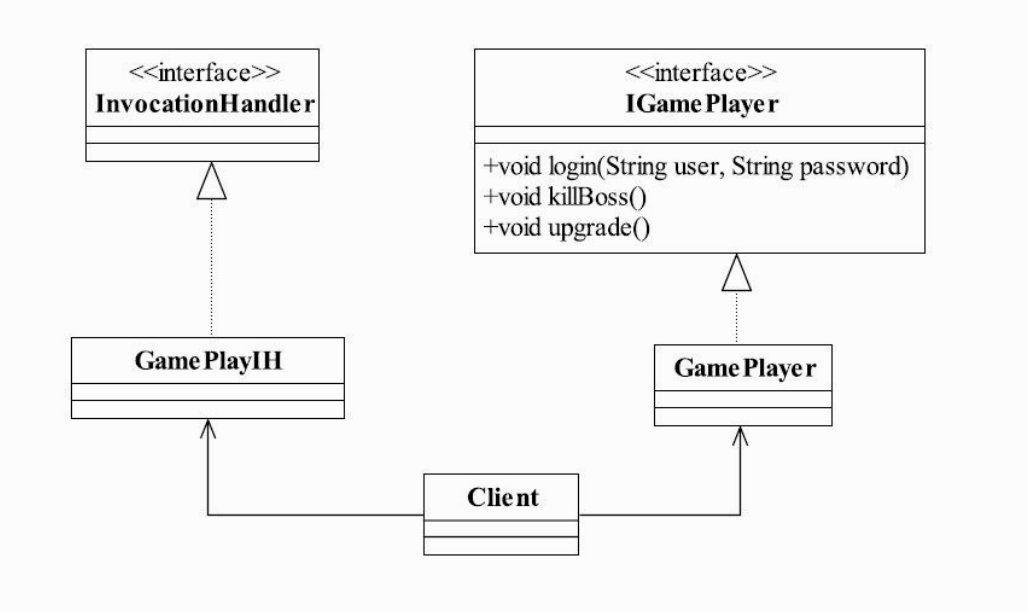 <<interface>>
InvocationHandler
<<interface>>
IGamePlayer
+void login(String user, String password)
+void killBoss()
+void upgrade()
GamePlayIH
GamePlayer
Client